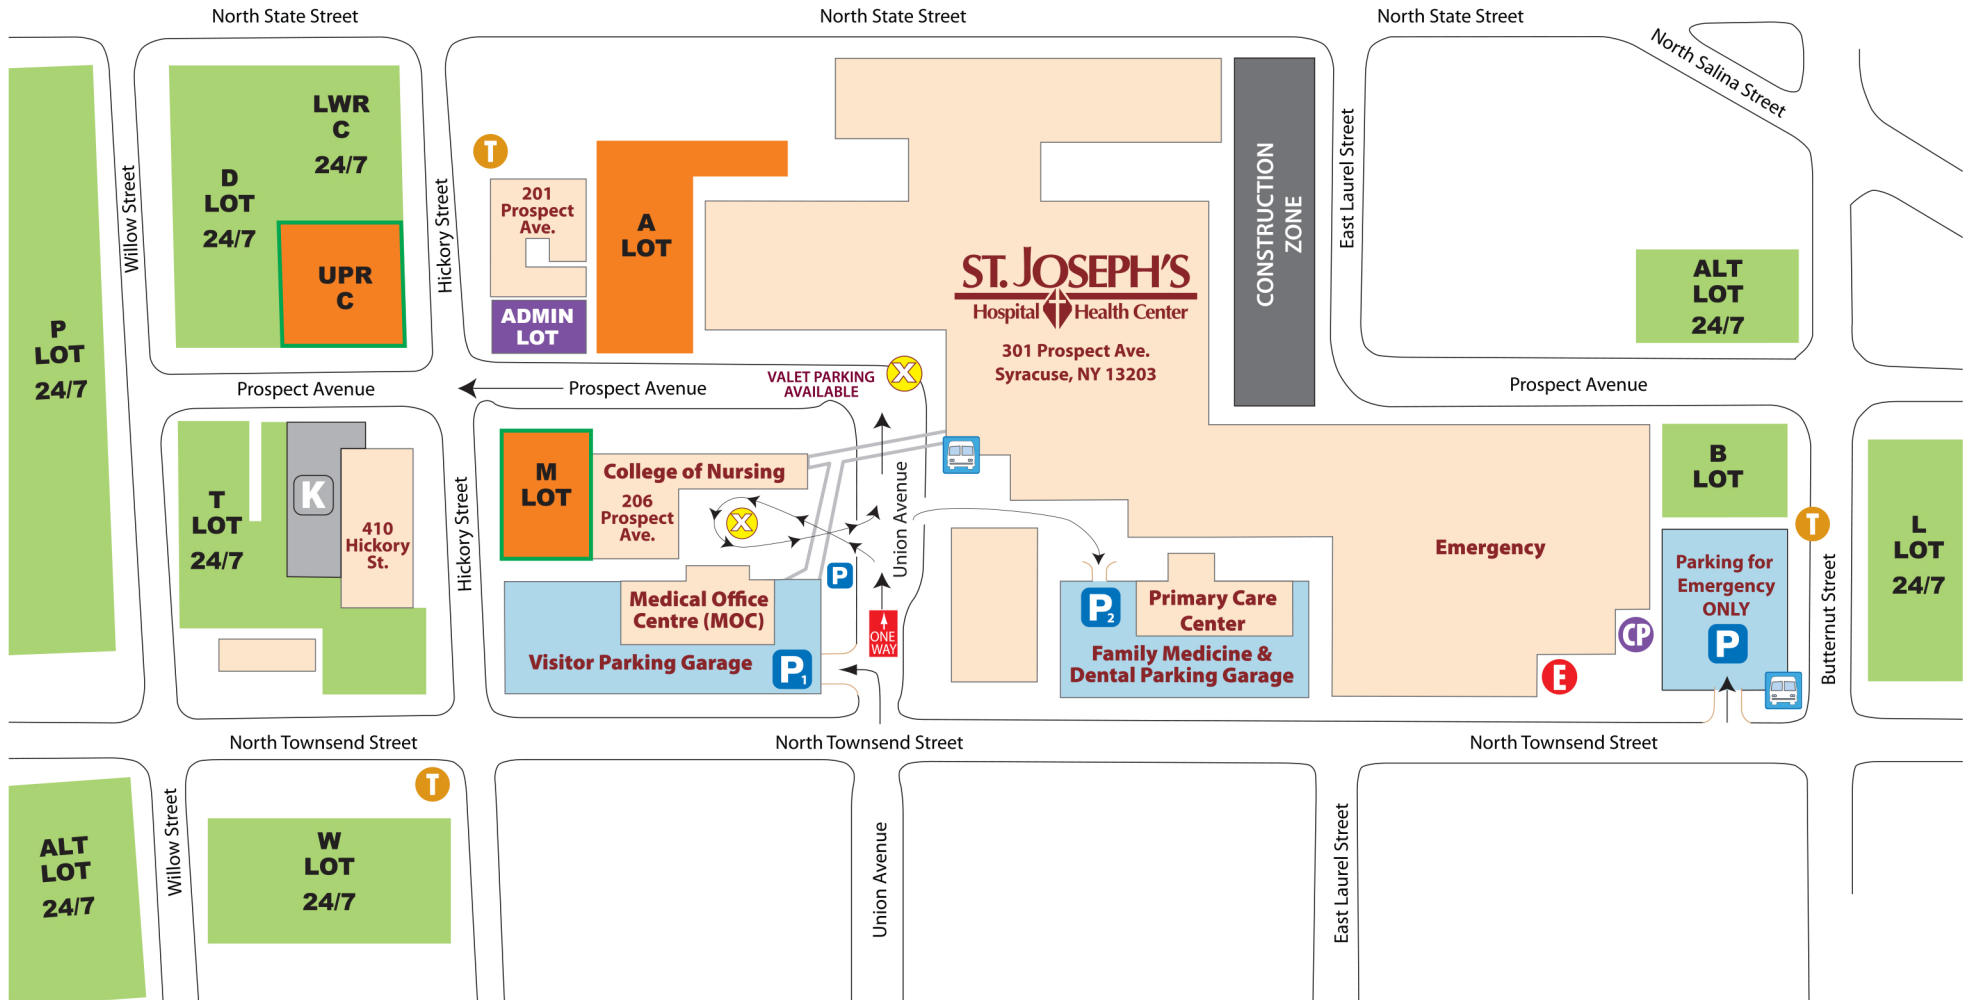 North State Street
North State Street
North State Street
North Salina Street
LWR
C
24/7
D
LOT
24/7
UPR
C
Willow Street
Hickory Street
T
201
Prospect
Ave.
ADMIN
LOT
A
LOT
ST. JOSEPH'S
Hospital Health Center
301 Prospect Ave.
Syracuse, NY 13203
CONSTRUCTION
ZONE
East Laurel Street
ALT
LOT
24/7
P
LOT
24/7
Prospect Avenue
Prospect Avenue
VALET PARKING
AVAILABLE
X
Prospect Avenue
T
LOT
24/7
K
410
Hickory
St.
Hickory Street
M
LOT
College of Nursing
206
Prospect
Ave.
X
Union Avenue
B
LOT
T
L
LOT
24/7
Emergency
Parking for
Emergency
ONLY
P
Butternut Street
P
Medical Office
Centre (MOC)
Visitor Parking Garage
P1
ONE
WAY
P2
Primary Care
Center
Family Medicine &
Dental Parking Garage
CP
E
North Townsend Street
North Townsend Street
North Townsend Street
T
ALT
LOT
24/7
Willow Street
W
LOT
24/7
Union Avenue
East Laurel Street